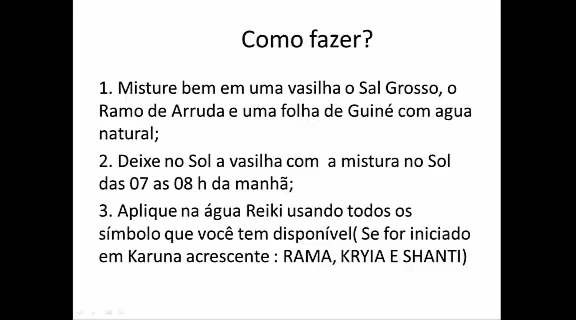 Como fazer?
1. Misture bem em uma vasilha o Sal Grosso, o
Ramo de Arruda e uma folha de Guiné com agua
natural;
2. Deixe no Sol a vasilha com a mistura no Sol
das 07 as 08 h da manhã;
3. Aplique na água Reiki usando todos os
símbolo que você tem disponível( Se for iniciado
em Karuna acrescente : RAMA, KRYIA E SHANTI)